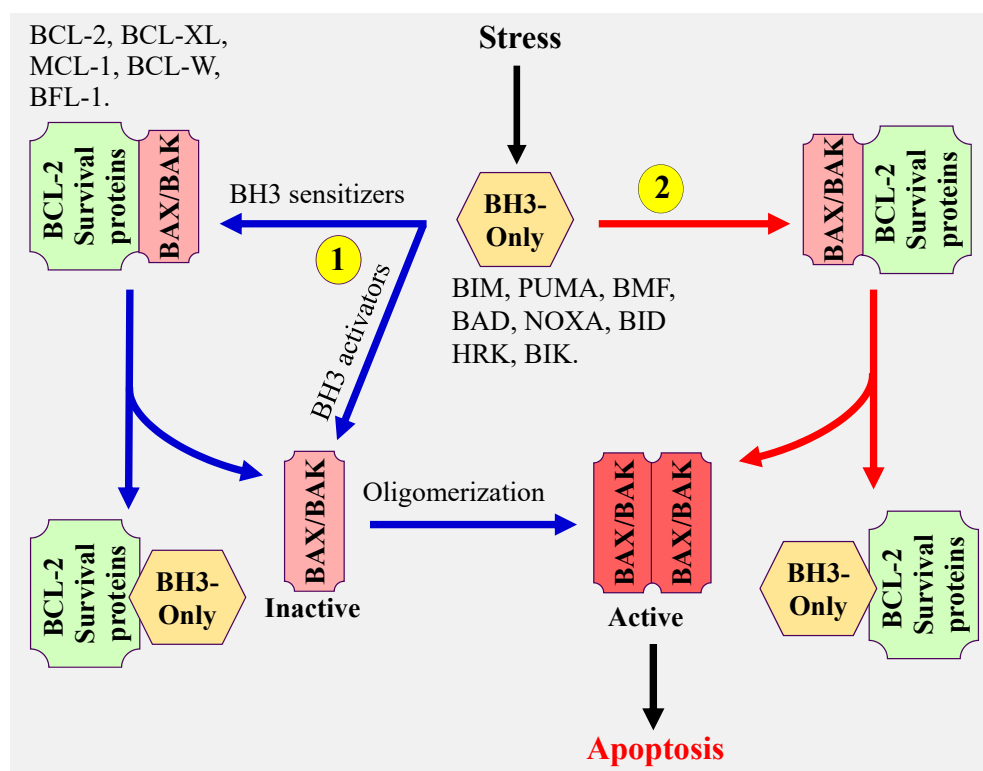 BCL-2, BCL-XL,
MCL-1, BCL-W,
BFL-1.
Stress
BCL-2
Survival
proteins
BAX/BAK
BH3 sensitizers
1
BH3 activators
BH3-
Only
2
BIM, PUMA, BMF,
BAD, NOXA, BID
HRK, BIK.
BAX/BAK
BCL-2
Survival
proteins
BCL-2
Survival
proteins
BH3-
Only
BAX/BAK
Inactive
Oligomerization
BAX/BAK
BAX/BAK
Active
BH3-
Only
BCL-2
Survival
proteins
Apoptosis